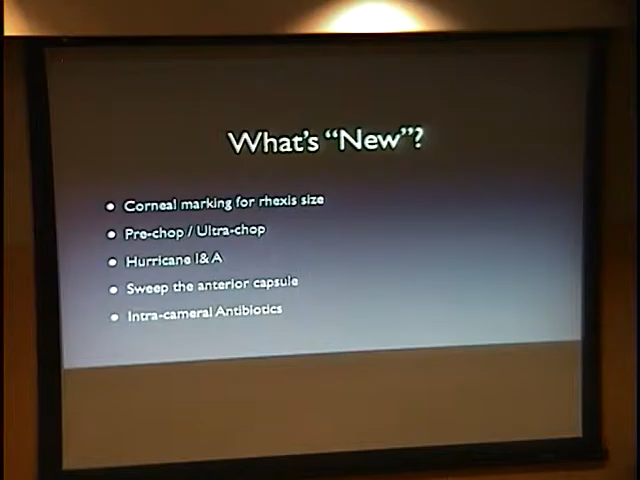 What's “New”?
Corneal marking for rhexis size
Pre-chop / Ultra-chop
Hurricane I&A
Sweep the anterior capsule
Intra-cameral Antibiotics